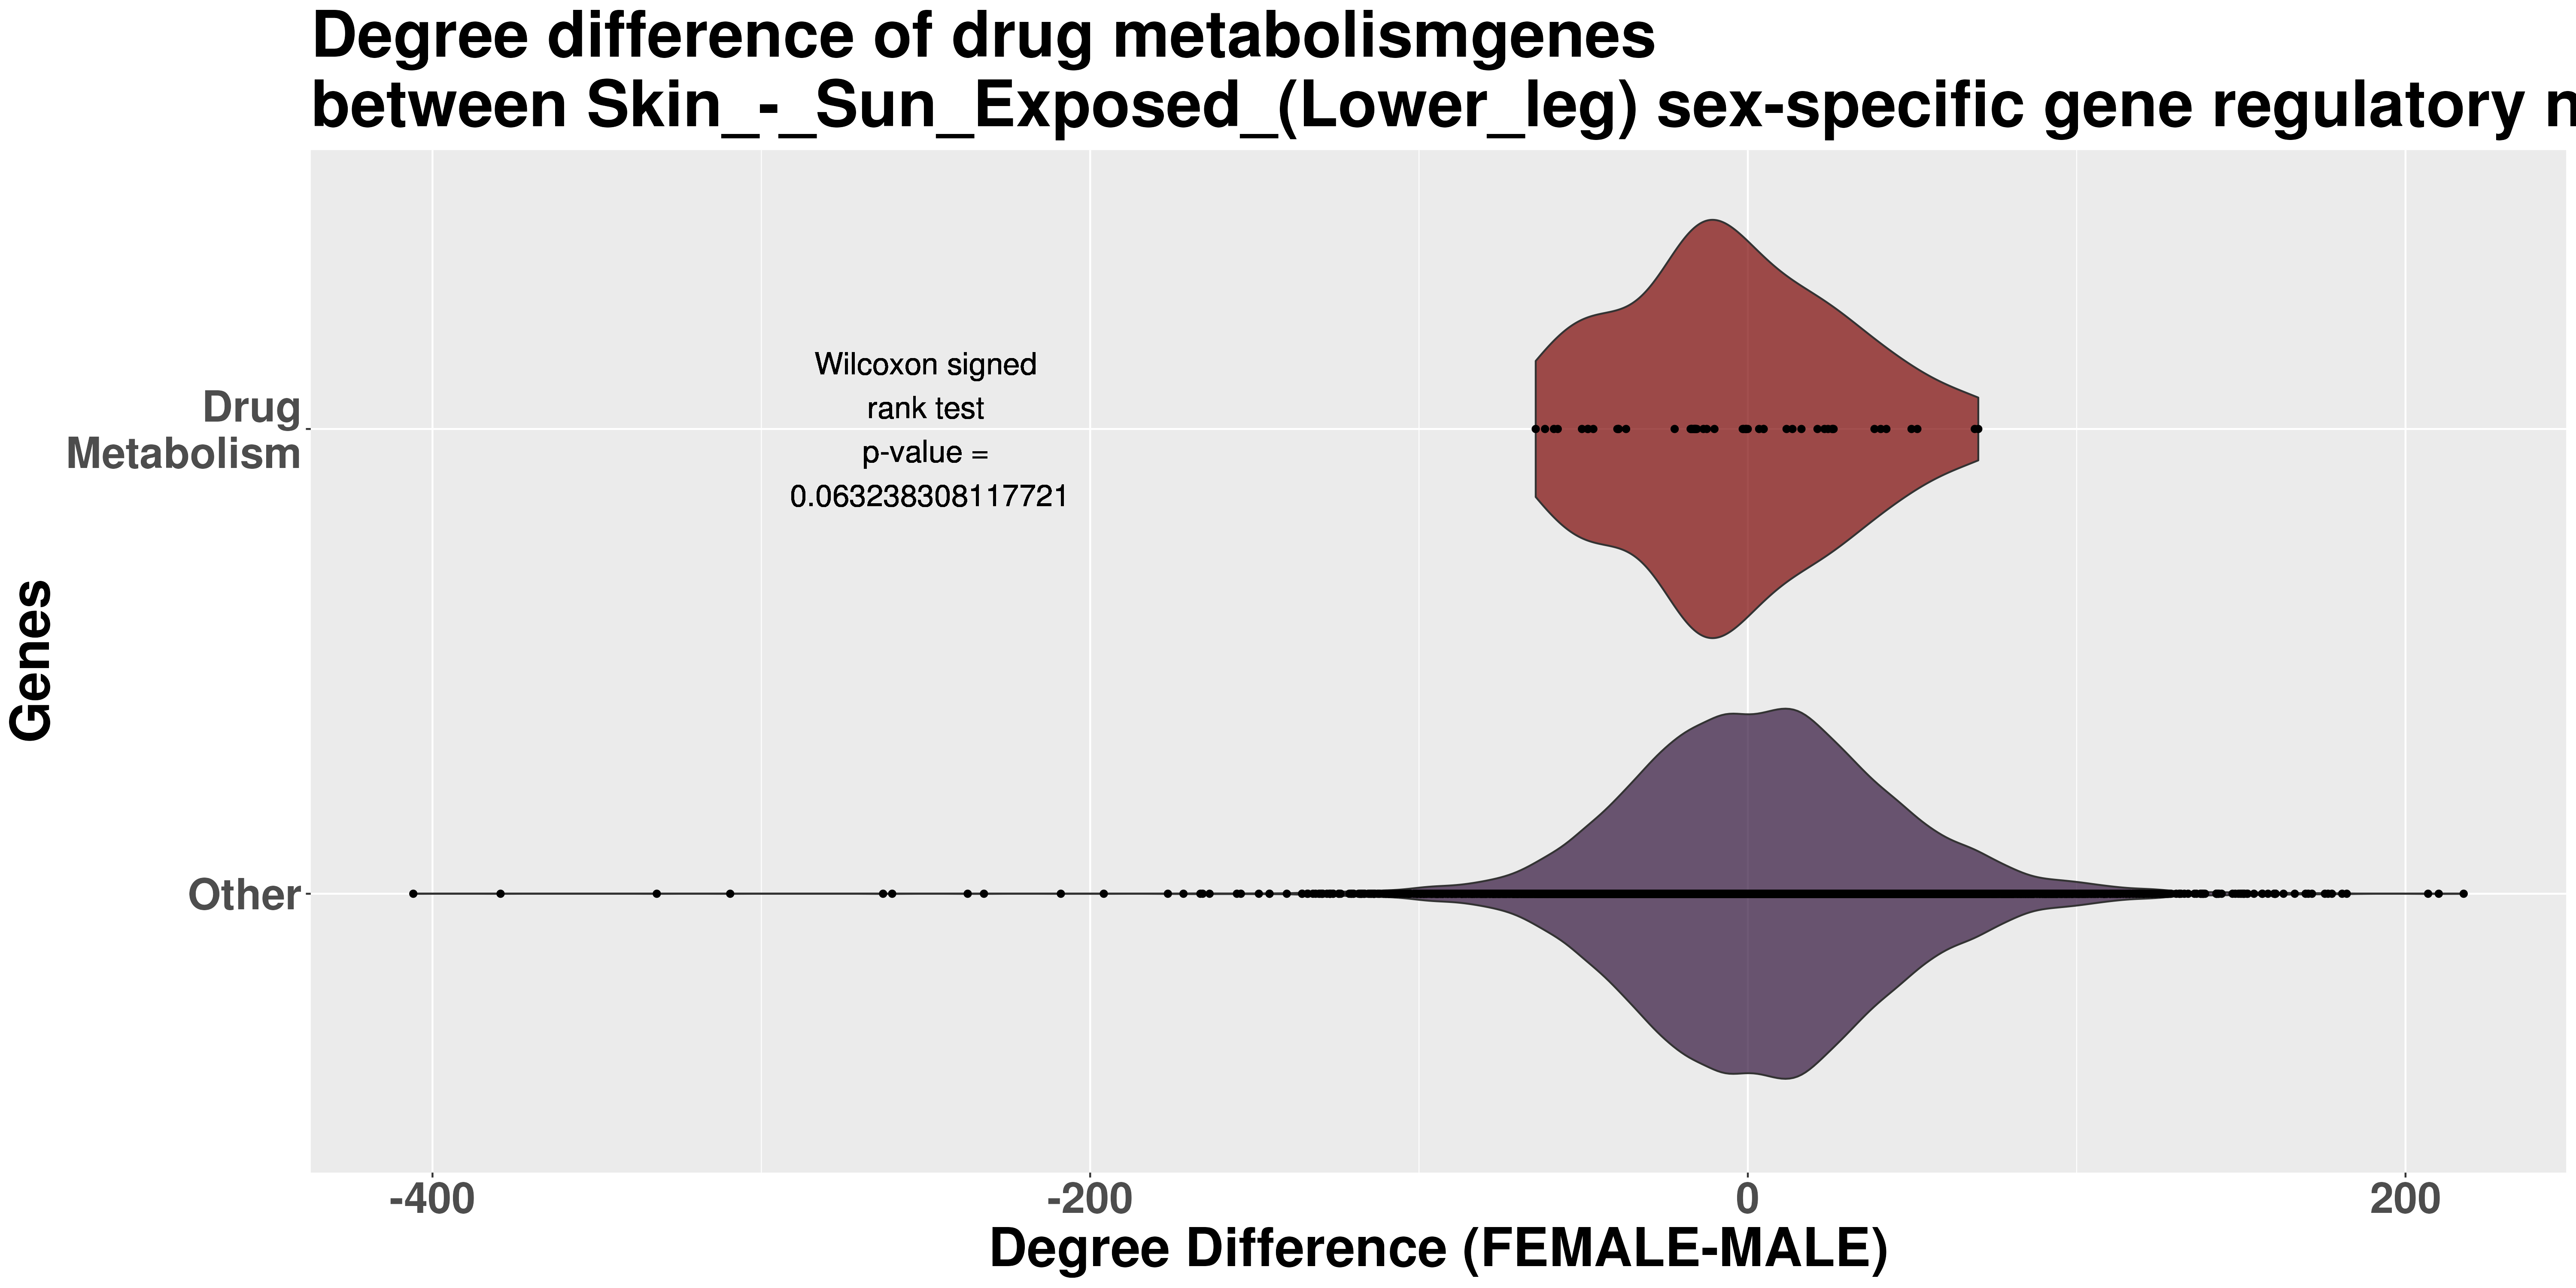 Degree difference of drug metabolismgenes
between Skin_-_Sun_Exposed_(Lower_leg) sex-specific gene regulatory n
Wilcoxon signed
rank test
p-value =
0.063238308117721
Drug
Metabolism
Other
Genes
-400
-200
0
200
Degree Difference (FEMALE-MALE)